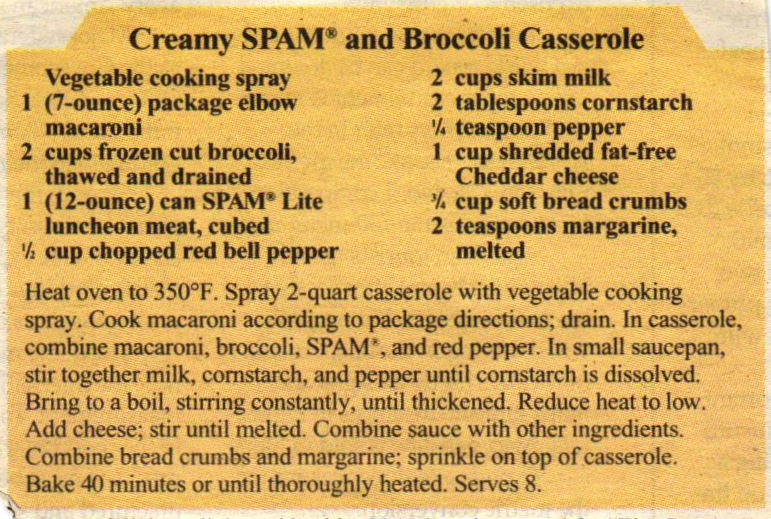 Creamy SPAM® and Broccoli Casserole
Vegetable cooking spray
1 (7-ounce) package elbow
macaroni
2 cups frozen cut broccoli,
thawed and drained
1 (12-ounce) can SPAM® Lite
luncheon meat, cubed
½ cup chopped red bell pepper
2 cups skim milk
2 tablespoons cornstarch
¼ teaspoon pepper
1 cup shredded fat-free
Cheddar cheese
¾ cup soft bread crumbs
2 teaspoons margarine,
melted
Heat oven to 350°F. Spray 2-quart casserole with vegetable cooking
spray. Cook macaroni according to package directions; drain. In casserole,
combine macaroni, broccoli, SPAM®, and red pepper. In small saucepan,
stir together milk, cornstarch, and pepper until cornstarch is dissolved.
Bring to a boil, stirring constantly, until thickened. Reduce heat to low.
Add cheese; stir until melted. Combine sauce with other ingredients.
Combine bread crumbs and margarine; sprinkle on top of casserole.
Bake 40 minutes or until thoroughly heated. Serves 8.